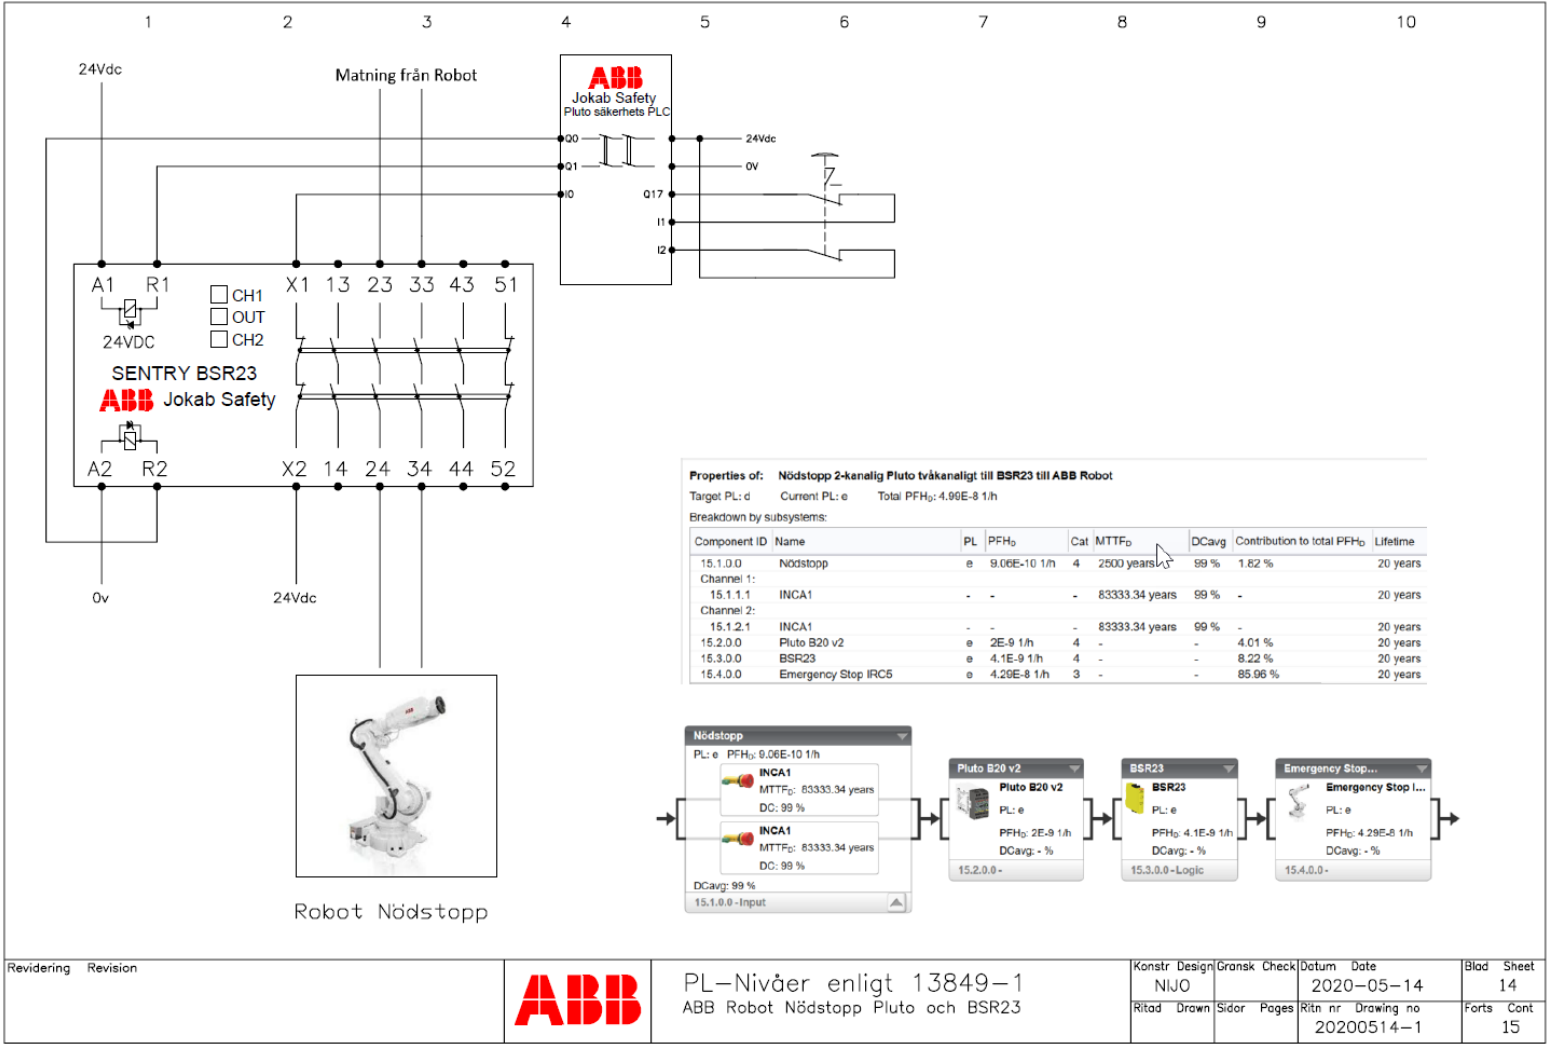 1 2 3 4 5 6 7 8 9 10
24Vdc
Matning från Robot
ABB
Jokab Safety
Pluto säkerhets PLC
Q0
24Vdc
Q1
0V
I0
Q17
I1
I2
A1 R1 X1 13 23 33 43 51
CH1
OUT
CH2
24VDC
SENTRY BSR23
ABB Jokab Safety
A2 R2 X2 14 24 34 44 52
0v
24Vdc
Robot Nödstopp
Properties of: Nödstopp 2-kanalig Pluto tvåkanaligt till BSR23 till ABB Robot
Target PL: d Current PL: e Total PFHD: 4.99E-8 1/h
Breakdown by subsystems:
Component ID Name PL PFHD Cat MTTFD DCavg Contribution to total PFHD Lifetime
15.1.0.0 Nödstopp e 9.06E-10 1/h 4 2500 years 99 % 1.82 % 20 years
Channel 1:
15.1.1.1 INCA1 - - - 83333.34 years 99 % - 20 years
Channel 2:
15.1.2.1 INCA1 - - - 83333.34 years 99 % - 20 years
15.2.0.0 Pluto B20 v2 e 2E-9 1/h 4 - - 4.01 % 20 years
15.3.0.0 BSR23 e 4.1E-9 1/h 4 - - 8.22 % 20 years
15.4.0.0 Emergency Stop IRC5 e 4.29E-8 1/h 3 - - 85.96 % 20 years
Nödstopp
PL: e PFHD: 9.06E-10 1/h
INCA1
MTTFD: 83333.34 years
DC: 99 %
INCA1
MTTFD: 83333.34 years
DC: 99 %
DCavg: 99 %
15.1.0.0 -Input
Pluto B20 v2
Pluto B20 v2
PL: e
PFHD: 2E-9 1/h
DCavg: - %
15.2.0.0 -
BSR23
BSR23
PL: e
PFHD: 4.1E-9 1/h
DCavg: - %
15.3.0.0 -Logic
Emergency Stop...
Emergency Stop I...
PL: e
PFHD: 4.29E-8 1/h
DCavg: - %
15.4.0.0 -
Revidering Revision
ABB
PL-Nivåer enligt 13849-1
ABB Robot Nödstopp Pluto och BSR23
Konstr Design Gransk Check Datum Date Blad Sheet
NIJO 2020-05-14 14
Ritad Drawn Sidor Pages Ritn nr Drawing no Forts Cont
20200514-1 15